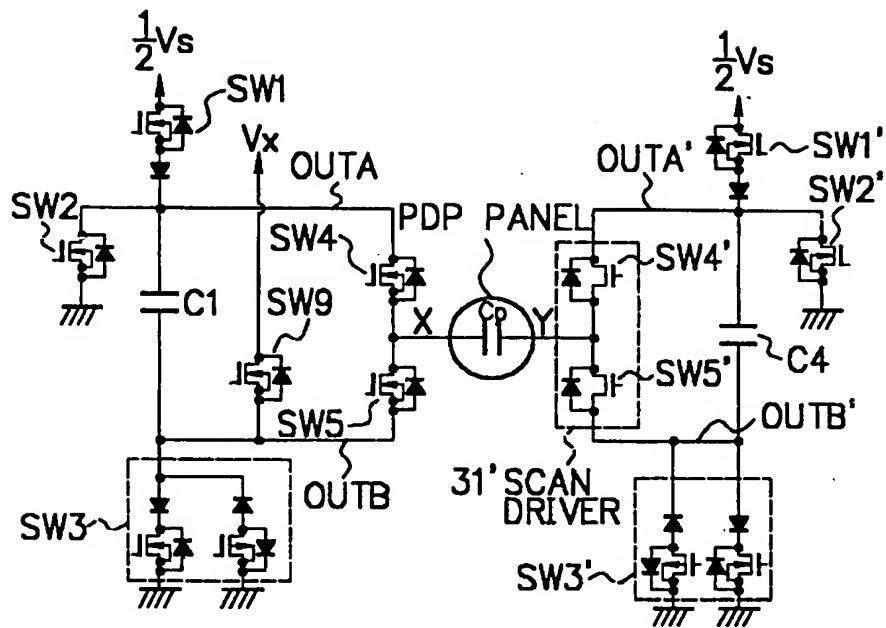 ½Vs
SW1
Vx
OUTA
SW2
C1
SW9
SW4
PDP PANEL
X
Cp
Y
SW5
OUTB
SW3
½Vs
SW1'
OUTA'
SW2'
SW4'
SW5'
C4
OUTB'
31' SCAN
DRIVER
SW3'